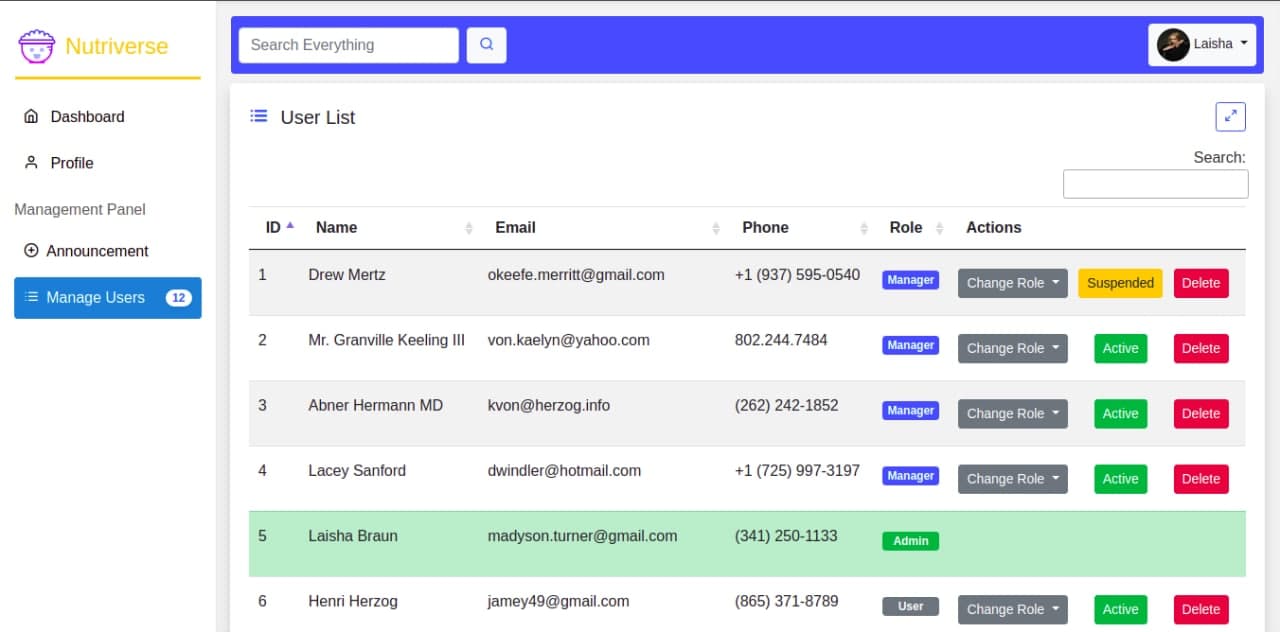 Nutriverse
Search Everything
Laisha
Dashboard
Profile
Management Panel
Announcement
Manage Users 12
User List
Search:
ID Name Email Phone Role Actions
1 Drew Mertz okeefe.merritt@gmail.com +1 (937) 595-0540 Manager Change Role Suspended Delete
2 Mr. Granville Keeling III von.kaelyn@yahoo.com 802.244.7484 Manager Change Role Active Delete
3 Abner Hermann MD kvon@herzog.info (262) 242-1852 Manager Change Role Active Delete
4 Lacey Sanford dwindler@hotmail.com +1 (725) 997-3197 Manager Change Role Active Delete
5 Laisha Braun madyson.turner@gmail.com (341) 250-1133 Admin
6 Henri Herzog jamey49@gmail.com (865) 371-8789 User Change Role Active Delete